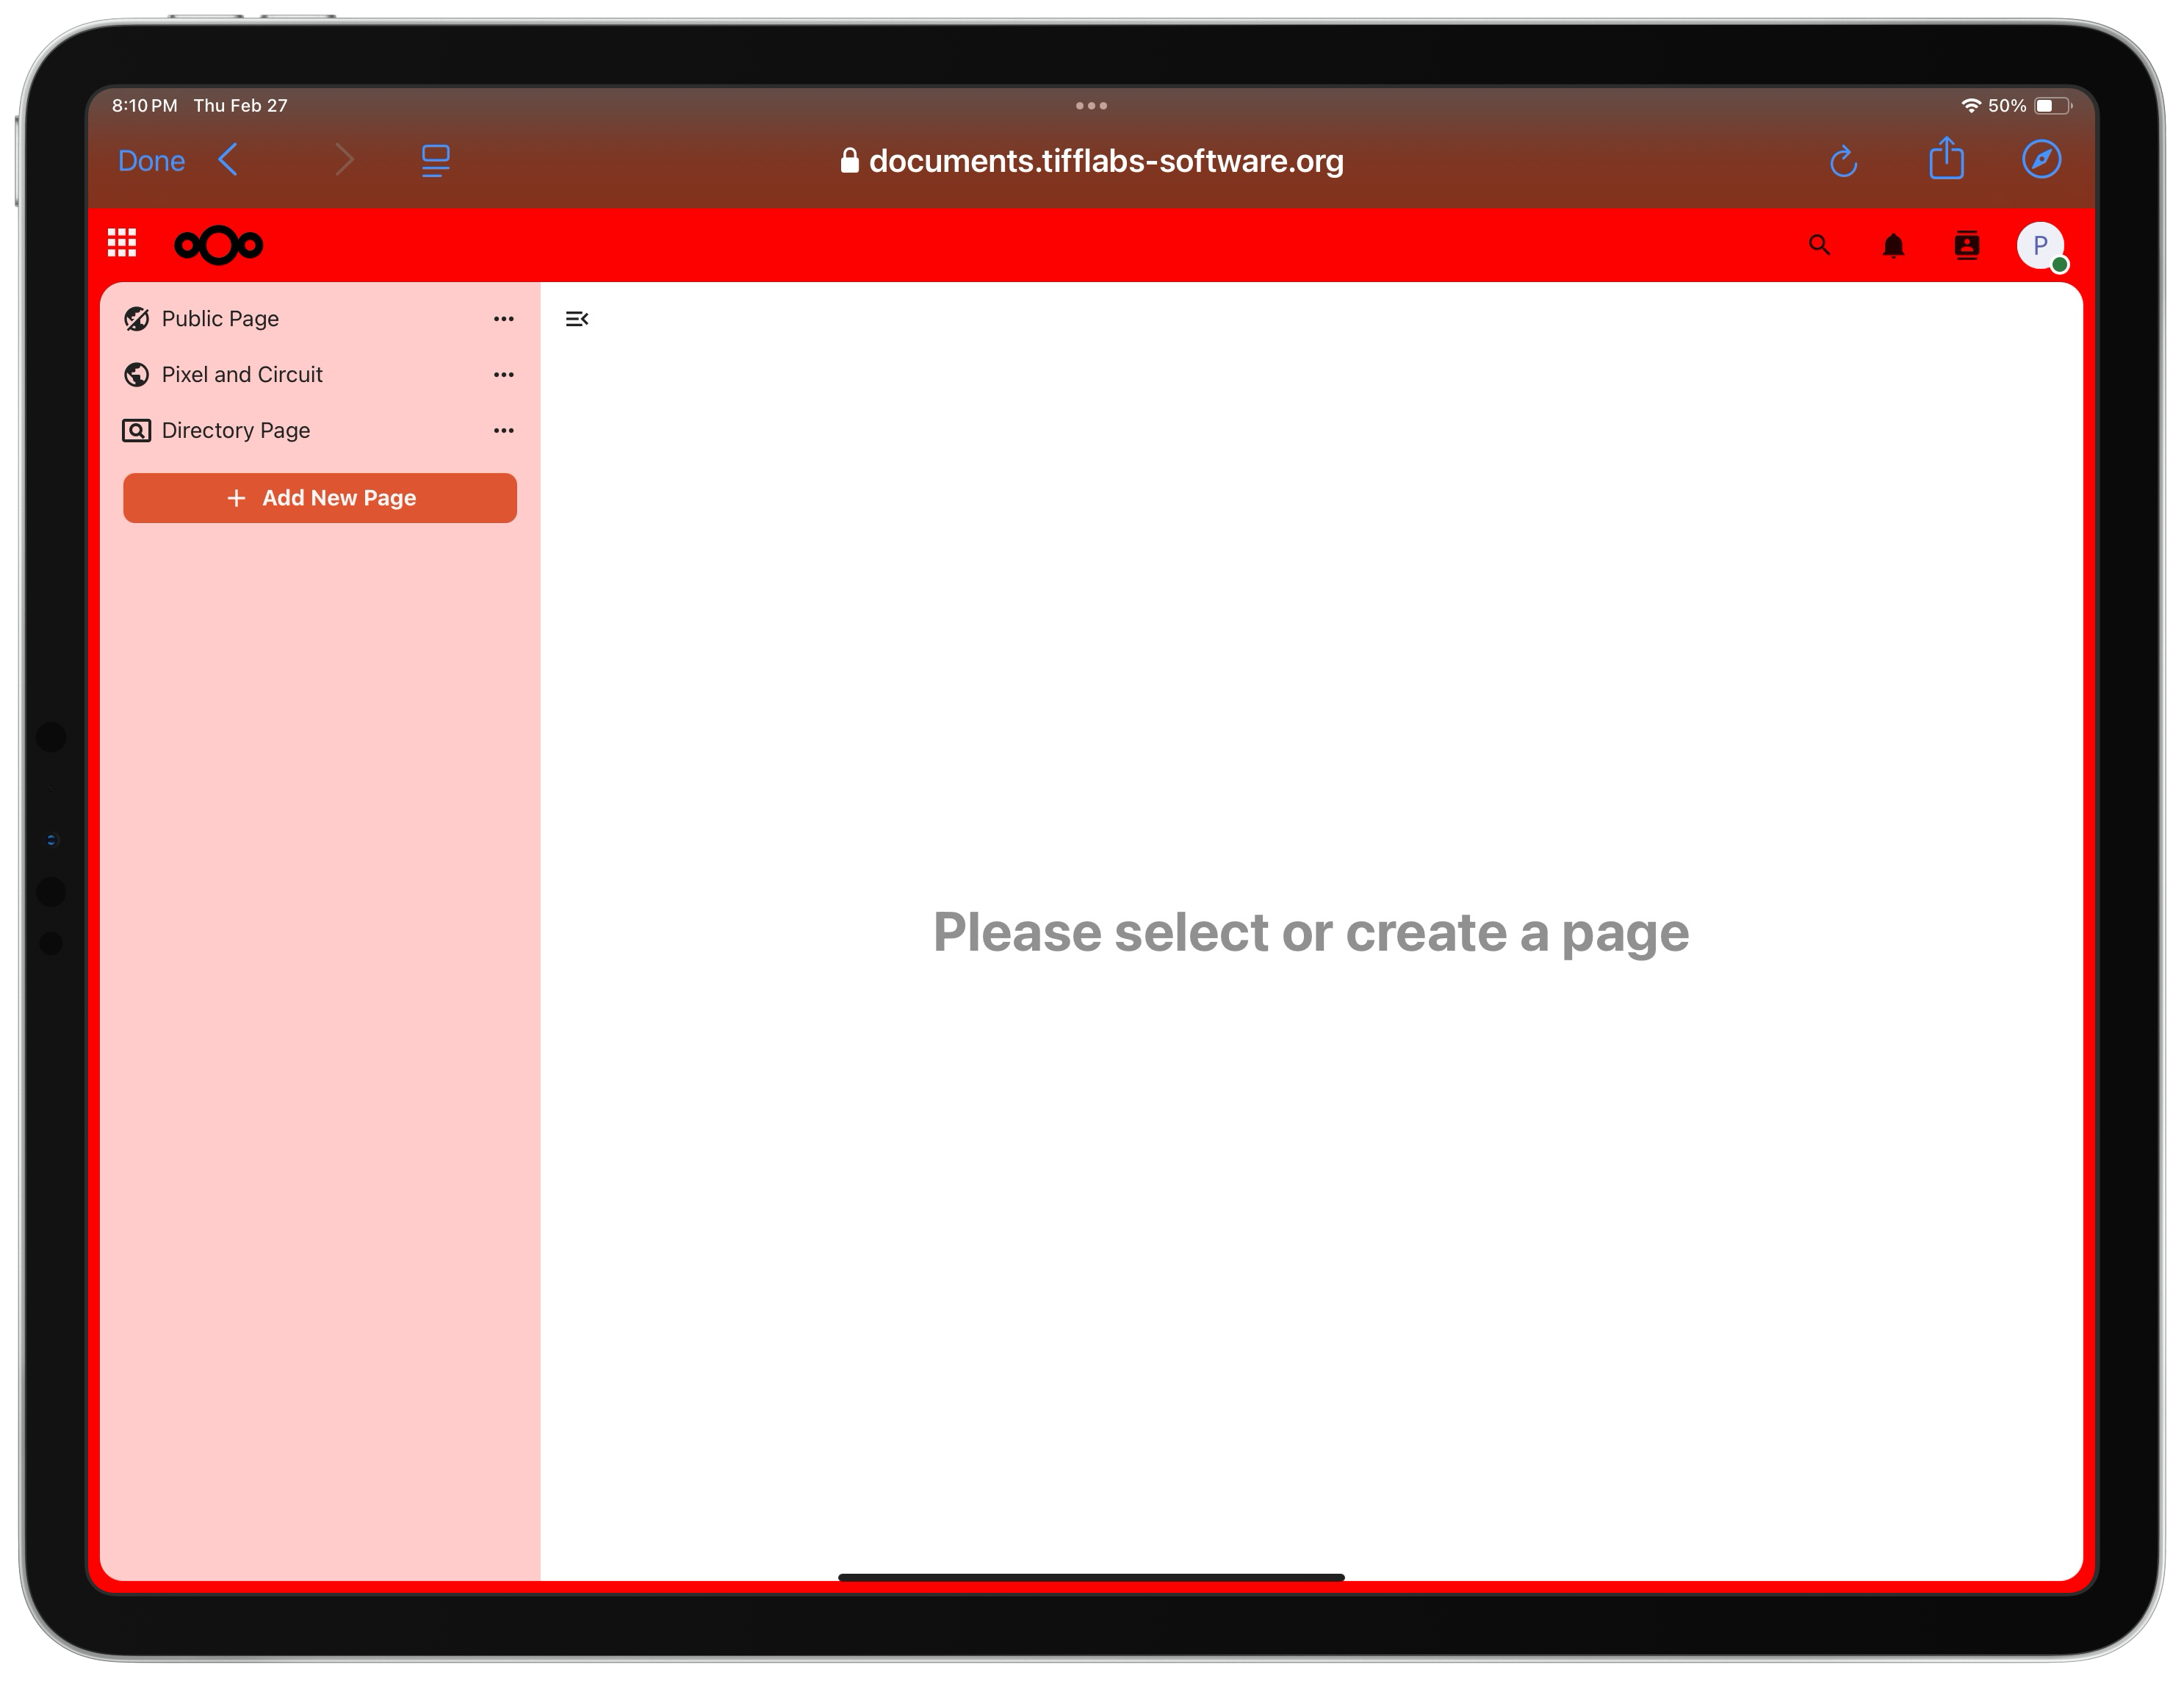 8:10 PM Thu Feb 27
50%
Done
documents.tifflabs-software.org
P
Public Page
Pixel and Circuit
Directory Page
+ Add New Page
Please select or create a page